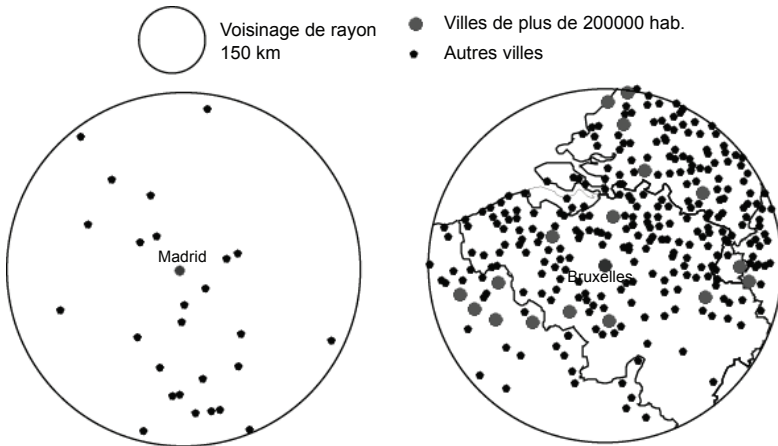 Voisinage de rayon
150 km
Villes de plus de 200000 hab.
Autres villes
Madrid
Bruxelles